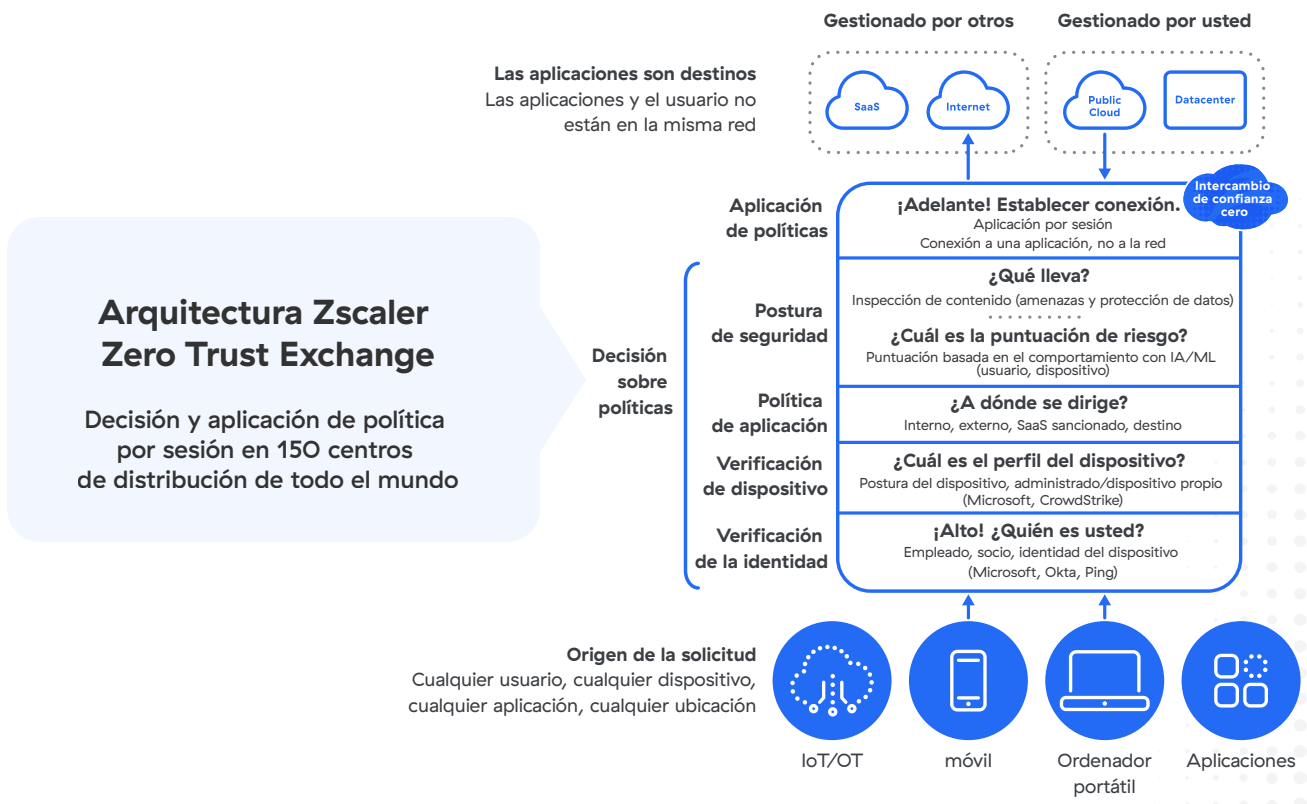 Gestionado por otros
Gestionado por usted
Las aplicaciones son destinos
Las aplicaciones y el usuario no
están en la misma red
SaaS
Internet
Public
Cloud
Datacenter
Intercambio
de confianza
cero
Aplicación
de políticas
¡Adelante! Establecer conexión.
Aplicación por sesión
Conexión a una aplicación, no a la red
Arquitectura Zscaler
Zero Trust Exchange
Decisión y aplicación de política
por sesión en 150 centros
de distribución de todo el mundo
Decisión
sobre
políticas
Postura
de seguridad
¿Qué lleva?
Inspección de contenido (amenazas y protección de datos)
¿Cuál es la puntuación de riesgo?
Puntuación basada en el comportamiento con IA/ML
(usuario, dispositivo)
Política
de aplicación
¿A dónde se dirige?
Interno, externo, SaaS sancionado, destino
Verificación
de dispositivo
¿Cuál es el perfil del dispositivo?
Postura del dispositivo, administrado/dispositivo propio
(Microsoft, CrowdStrike)
Verificación
de la identidad
¡Alto! ¿Quién es usted?
Empleado, socio, identidad del dispositivo
(Microsoft, Okta, Ping)
Origen de la solicitud
Cualquier usuario, cualquier dispositivo,
cualquier aplicación, cualquier ubicación
IoT/OT
móvil
Ordenador
portátil
Aplicaciones